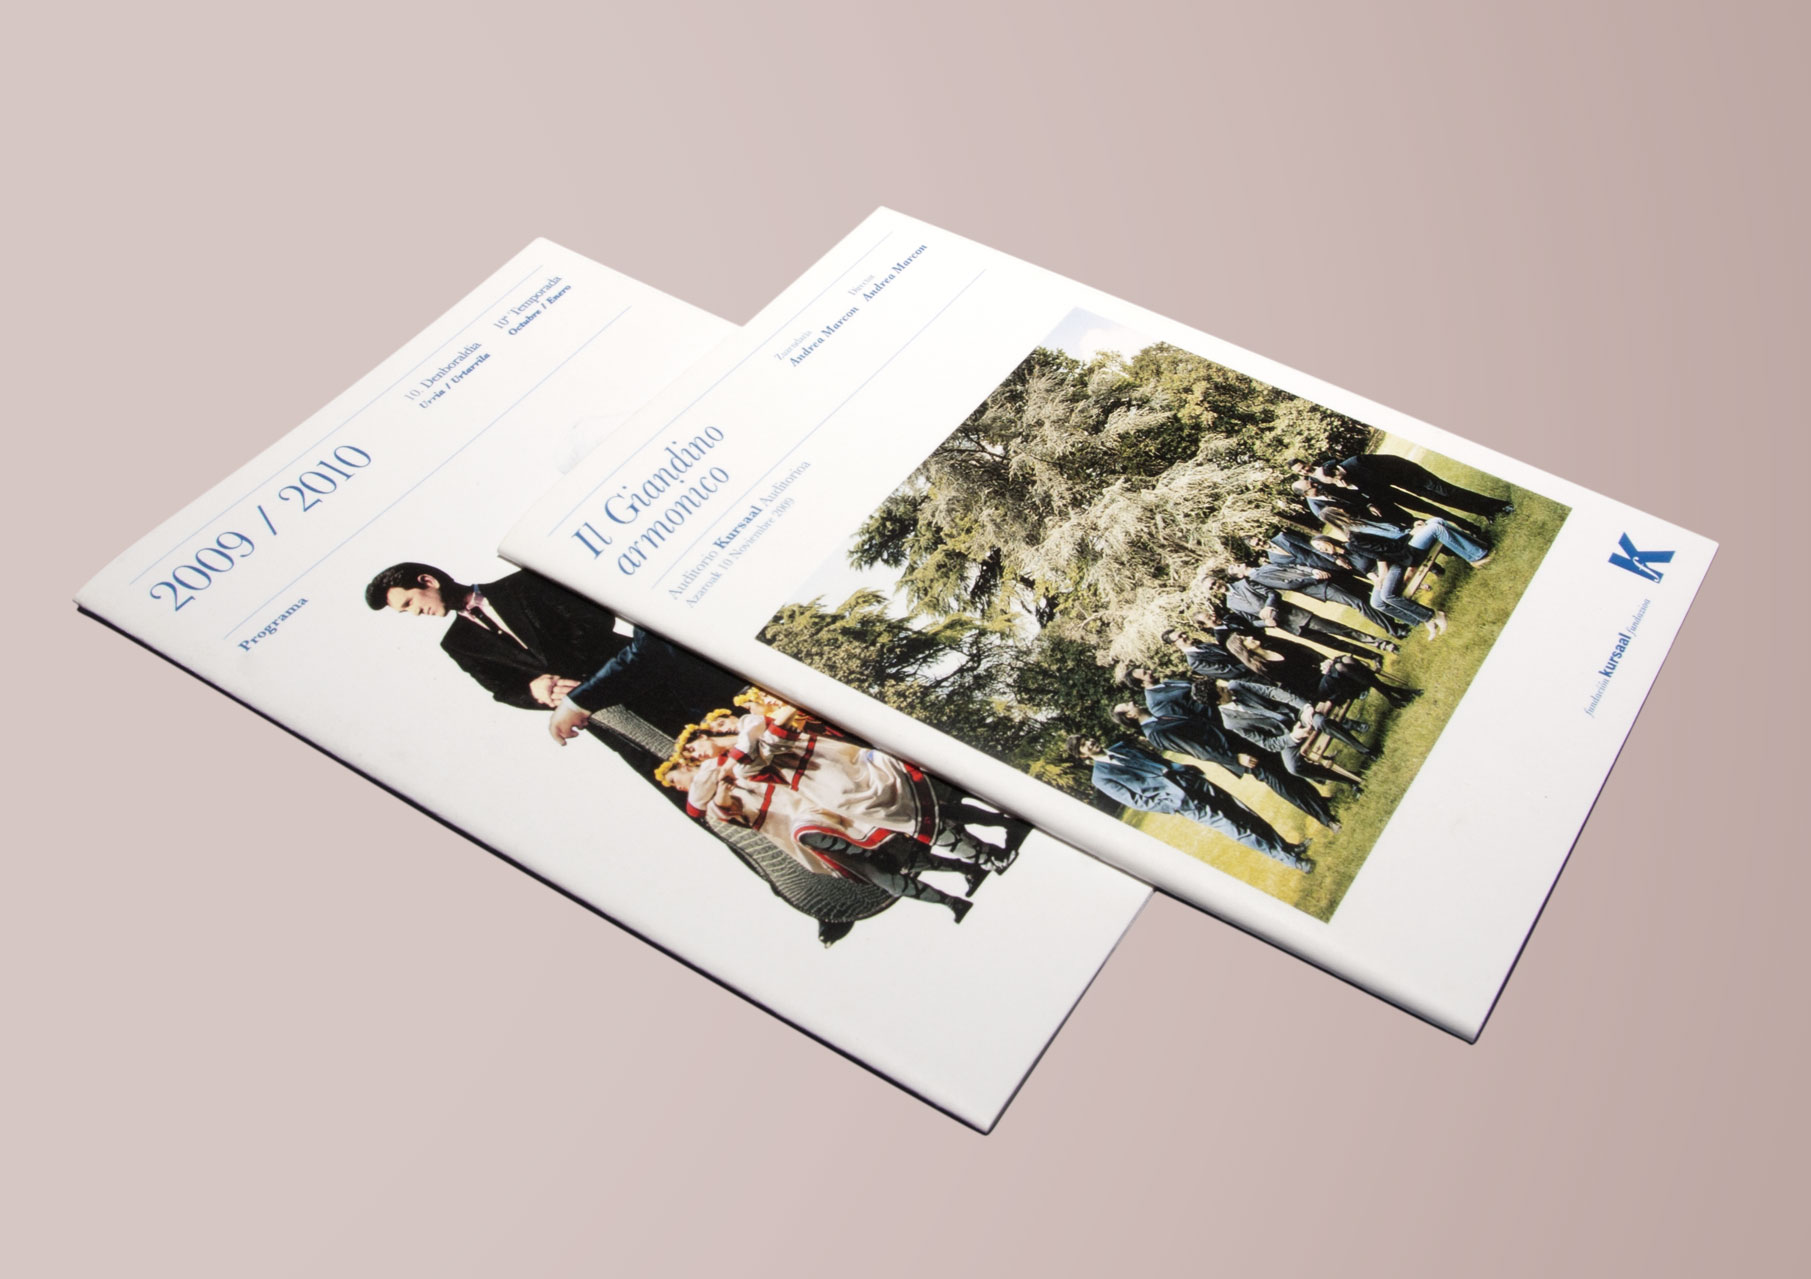 2009 / 2010
10. Denboraldia
Urria / Urtarrila
10ª Temporada
Octubre / Enero
Programa
Il Giardino
armonico
Zuzendaria
Andrea Marcon
Director
Andrea Marcon
Auditorio Kursaal Auditorioa
Azaroak 10 Noviembre 2009
fK
fundación kursaal fundazioa